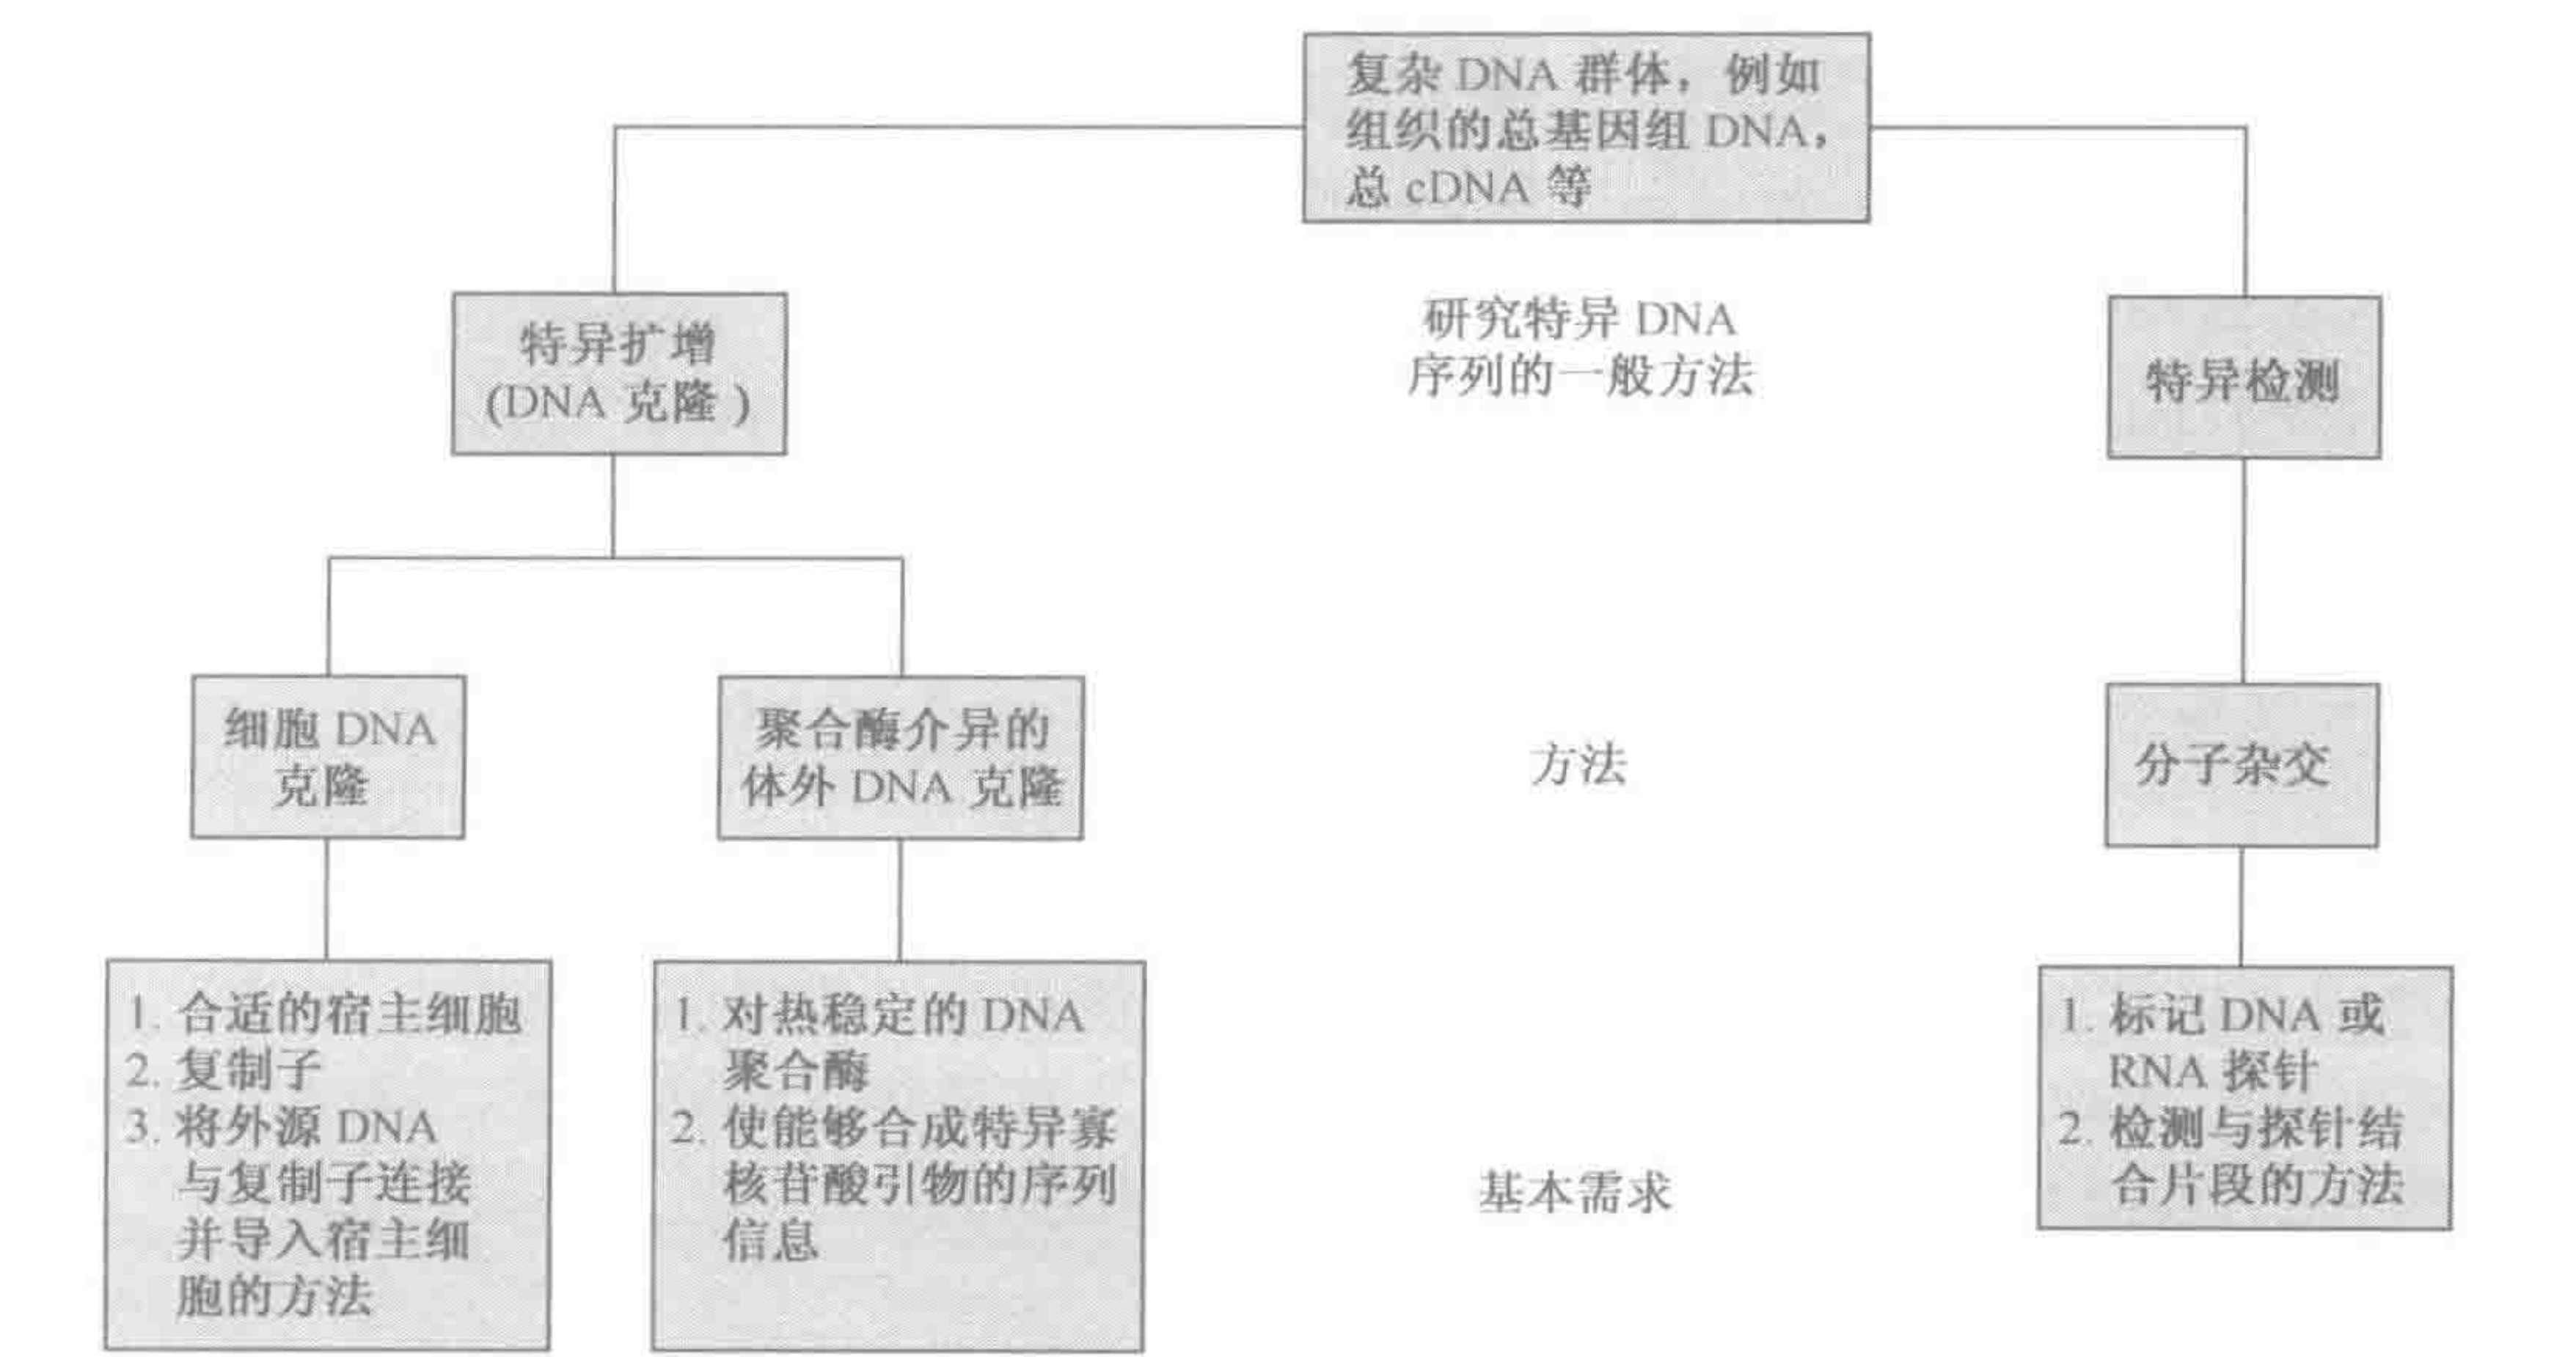 复杂 DNA 群体，例如
组织的总基因组 DNA，
总 cDNA 等
特异扩增
(DNA 克隆)
研究特异 DNA
序列的一般方法
特异检测
细胞 DNA
克隆
聚合酶介异的
体外 DNA 克隆
方法
分子杂交
1. 合适的宿主细胞
2. 复制子
3. 将外源 DNA
与复制子连接
并导入宿主细
胞的方法
1. 对热稳定的 DNA
聚合酶
2. 使能够合成特异寡
核苷酸引物的序列
信息
基本需求
1. 标记 DNA 或
RNA 探针
2. 检测与探针结
合片段的方法